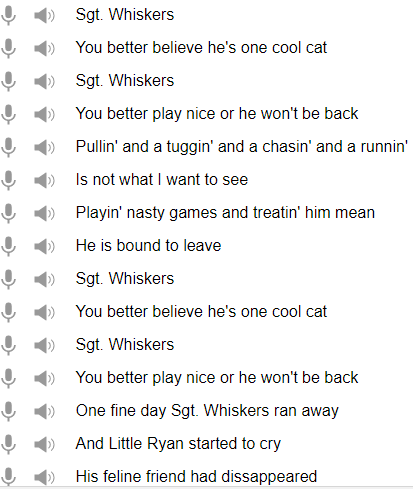 Sgt. Whiskers
You better believe he's one cool cat
Sgt. Whiskers
You better play nice or he won't be back
Pullin' and a tuggin' and a chasin' and a runnin'
Is not what I want to see
Playin' nasty games and treatin' him mean
He is bound to leave
Sgt. Whiskers
You better believe he's one cool cat
Sgt. Whiskers
You better play nice or he won't be back
One fine day Sgt. Whiskers ran away
And Little Ryan started to cry
His feline friend had dissappeared